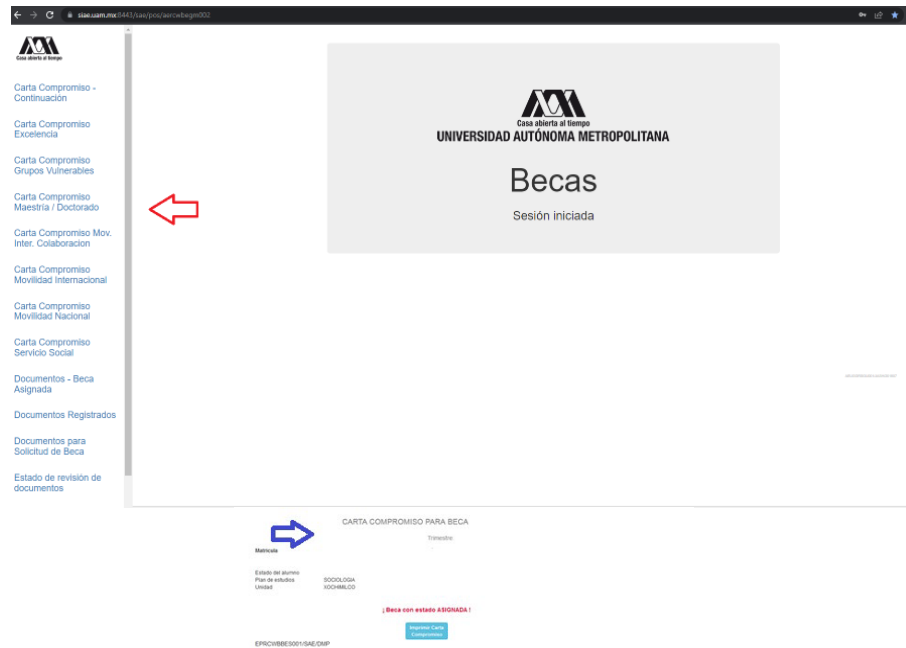 siae.uam.mx:8443/sae/pos/aercwbegm002
Casa abierta al tiempo
Carta Compromiso -
Continuación
Carta Compromiso
Excelencia
Carta Compromiso
Grupos Vulnerables
Carta Compromiso
Maestría / Doctorado
Carta Compromiso Mov.
Inter. Colaboracion
Carta Compromiso
Movilidad Internacional
Carta Compromiso
Movilidad Nacional
Carta Compromiso
Servicio Social
Documentos - Beca
Asignada
Documentos Registrados
Documentos para
Solicitud de Beca
Estado de revisión de
documentos
Casa abierta al tiempo
UNIVERSIDAD AUTÓNOMA METROPOLITANA
Becas
Sesión iniciada
CARTA COMPROMISO PARA BECA
Trimestre
Matrícula
Estado del alumno
Plan de estudios SOCIOLOGIA
Unidad XOCHIMILCO
¡ Beca con estado ASIGNADA !
Imprime Carta
Compromiso
EPRCWBBES001/SAE/DMP